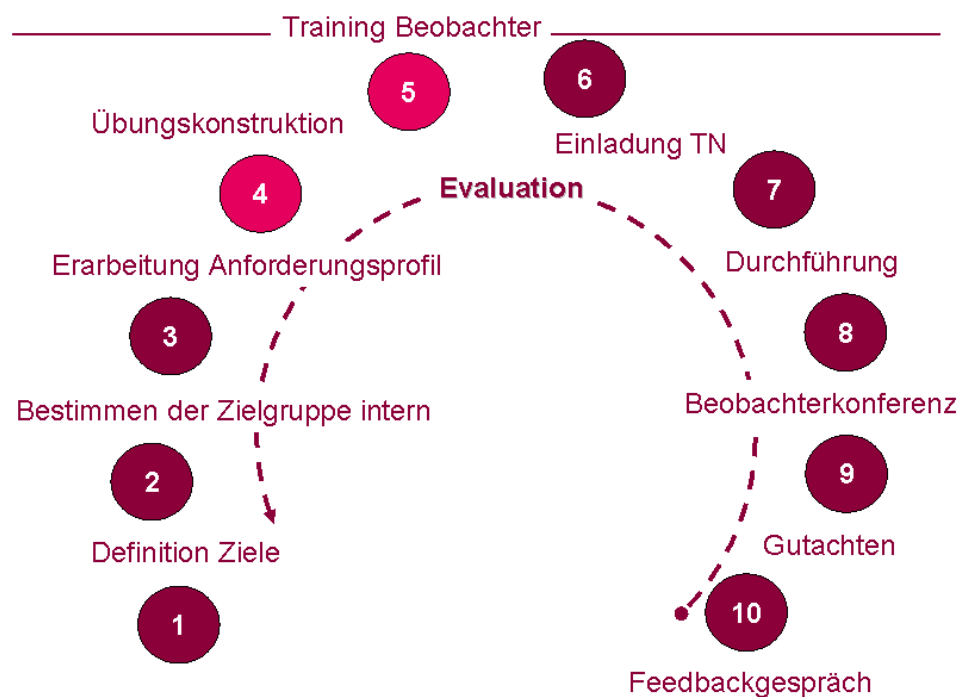 Training Beobachter
5
6
Übungskonstruktion
Einladung TN
4
Evaluation
7
Erarbeitung Anforderungsprofil
Durchführung
3
8
Bestimmen der Zielgruppe intern
Beobachterkonferenz
2
9
Definition Ziele
Gutachten
1
10
Feedbackgespräch